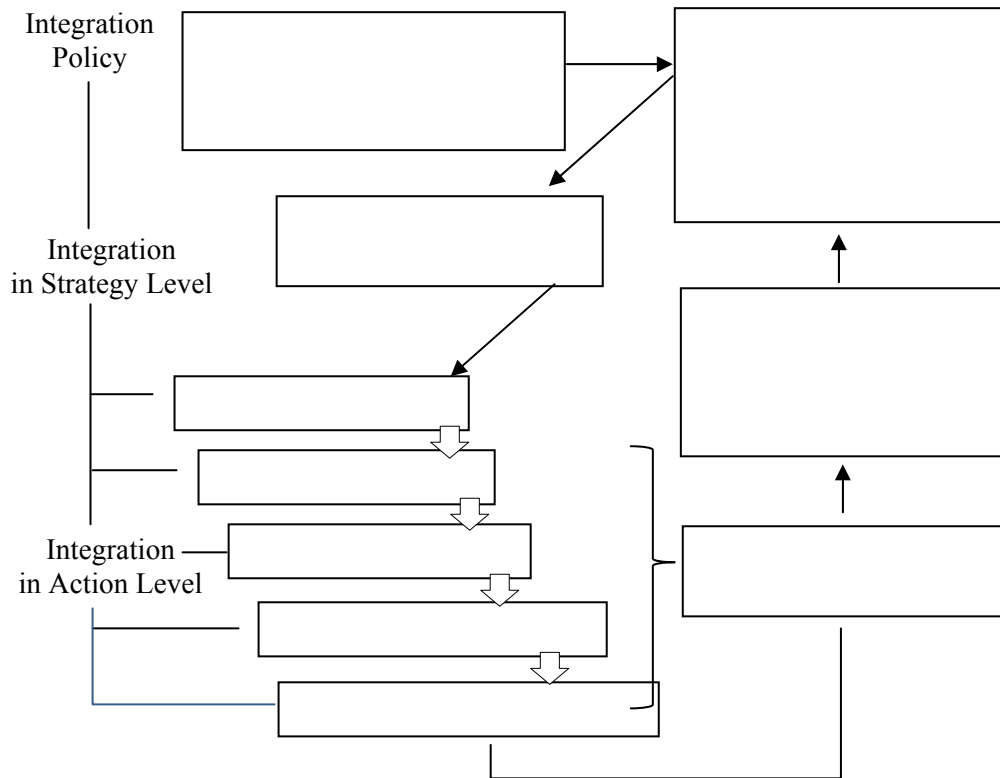 Integration
Policy
Integration
in Strategy Level
Integration
in Action Level